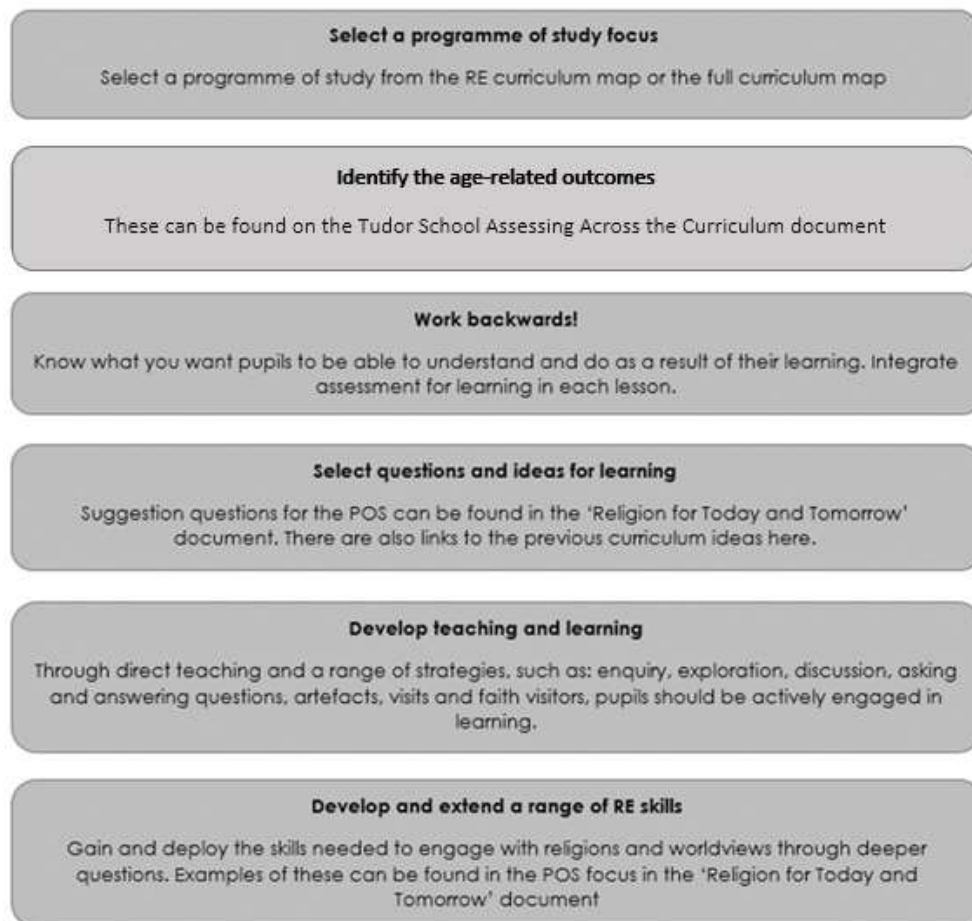 Select a programme of study focus
Select a programme of study from the RE curriculum map or the full curriculum map
Identify the age-related outcomes
These can be found on the Tudor School Assessing Across the Curriculum document
Work backwards!
Know what you want pupils to be able to understand and do as a result of their learning. Integrate
assessment for learning in each lesson.
Select questions and ideas for learning
Suggestion questions for the POS can be found in the ‘Religion for Today and Tomorrow’
document. There are also links to the previous curriculum ideas here.
Develop teaching and learning
Through direct teaching and a range of strategies, such as: enquiry, exploration, discussion, asking
and answering questions, artefacts, visits and faith visitors, pupils should be actively engaged in
learning.
Develop and extend a range of RE skills
Gain and deploy the skills needed to engage with religions and worldviews through deeper
questions. Examples of these can be found in the POS focus in the ‘Religion for Today and
Tomorrow’ document